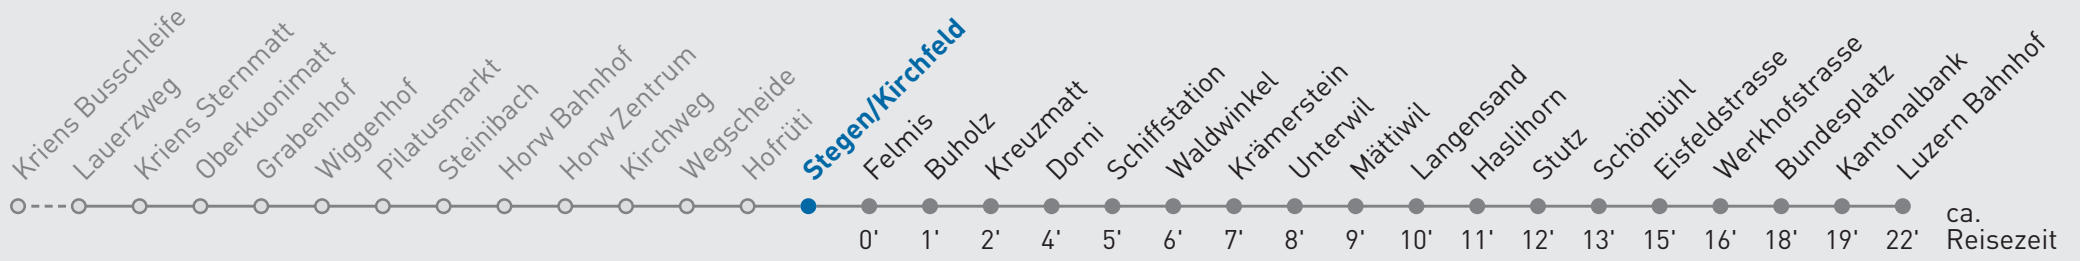 Kriens Busschleife
Lauerzweg
Kriens Sternmatt
Oberkuonimatt
Grabenhof
Wiggenhof
Pilatusmarkt
Steinibach
Horw Bahnhof
Horw Zentrum
Kirchweg
Wegscheide
Hofrüti
Stegen/Kirchfeld
Felmis
Buholz
Kreuzmatt
Dorni
Schiffstation
Waldwinkel
Krämerstein
Unterwil
Mättiwil
Langensand
Haslihorn
Stutz
Schönbühl
Eisfeldstrasse
Werkhofstrasse
Bundesplatz
Kantonalbank
Luzern Bahnhof
0' 1' 2' 4' 5' 6' 7' 8' 9' 10' 11' 12' 13' 15' 16' 18' 19' 22'
ca.
Reisezeit